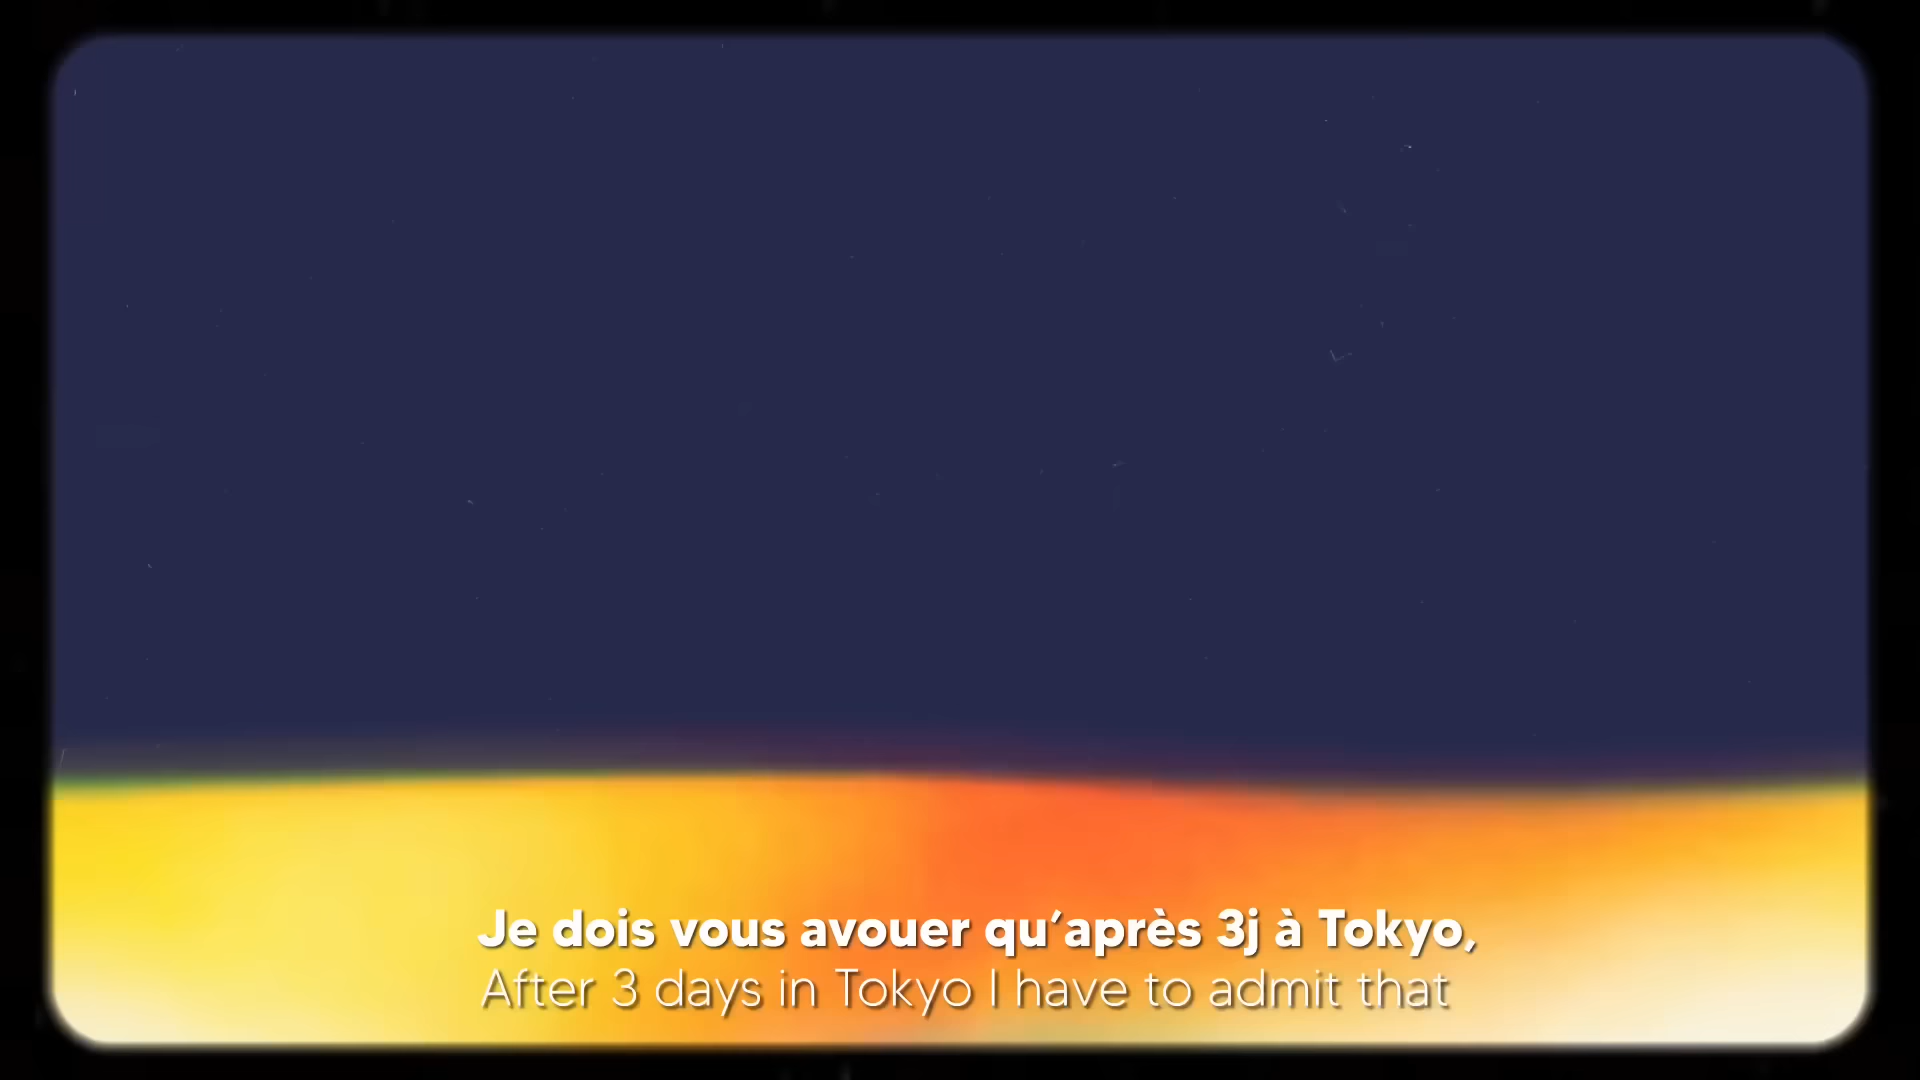 Je dois vous avouer qu’après 3j à Tokyo,
After 3 days in Tokyo I have to admit that